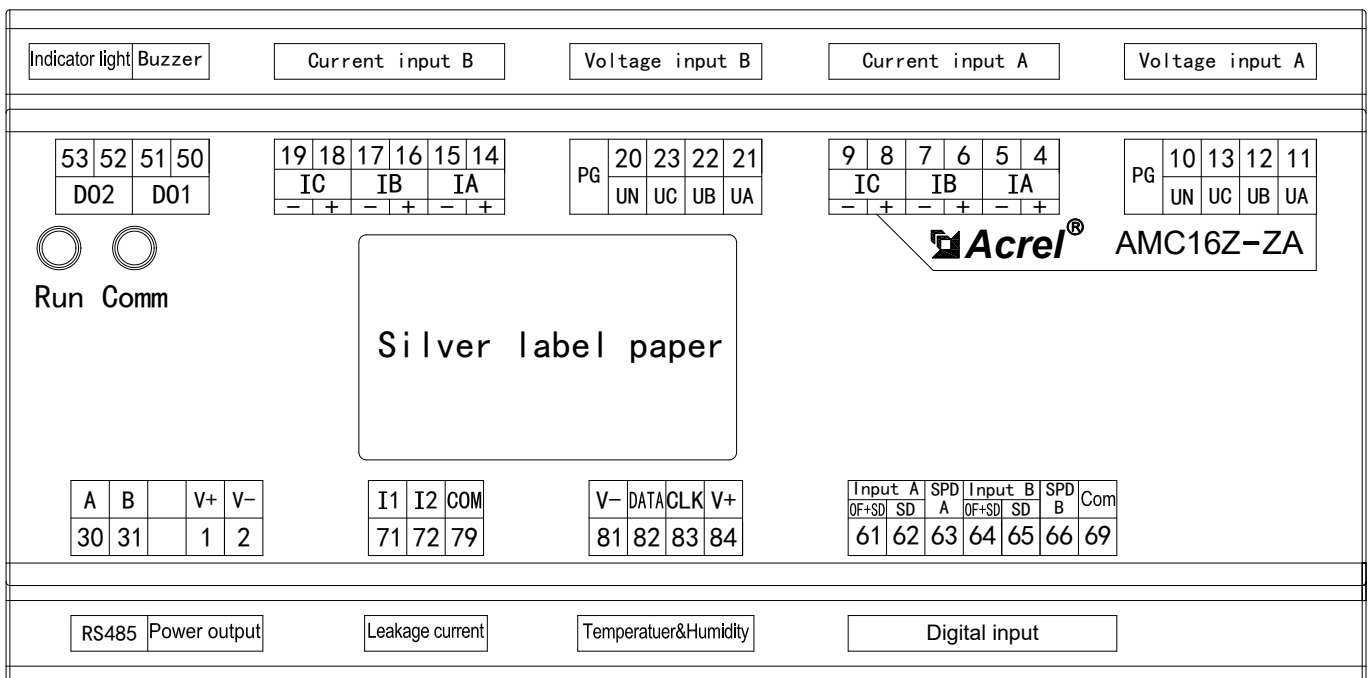 Indicator light Buzzer Current input B Voltage input B Current input A Voltage input A
53 52 51 50 19 18 17 16 15 14 PG 20 23 22 21 9 8 7 6 5 4 PG 10 13 12 11
DO2 DO1 IC IB IA UN UC UB UA IC IB IA UN UC UB UA
− + − + − + − + − + − +
Acrel® AMC16Z-ZA
Run Comm
Silver label paper
A B V+ V− I1 I2 COM V− DATA CLK V+ Input A SPD A Input B SPD B Com
OF+SD SD OF+SD SD
30 31 1 2 71 72 79 81 82 83 84 61 62 63 64 65 66 69
RS485 Power output Leakage current Temperatuer&Humidity Digital input